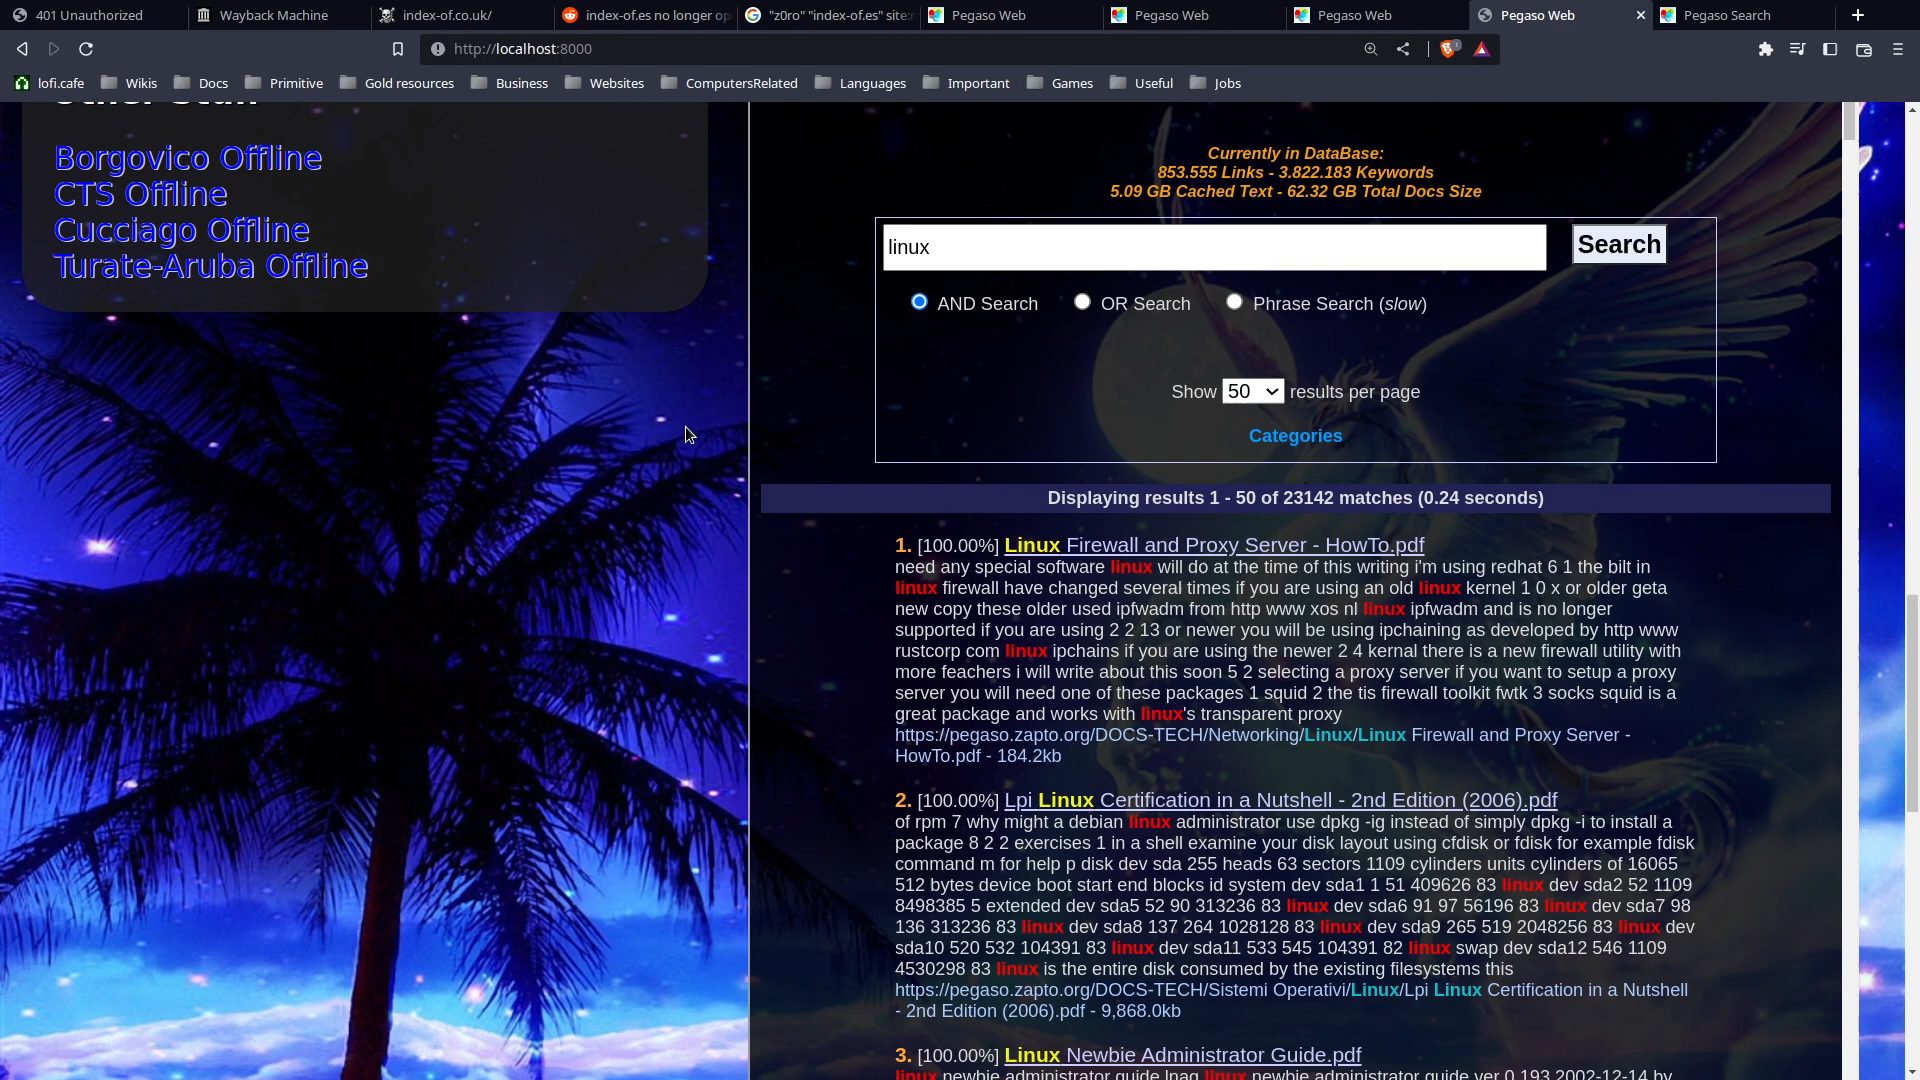 401 Unauthorized
Wayback Machine
index-of.co.uk/
index-of.es no longer op
"z0ro" "index-of.es" site:
Pegaso Web
Pegaso Web
Pegaso Web
Pegaso Web
Pegaso Search
http://localhost:8000
1
lofi.cafe
Wikis
Docs
Primitive
Gold resources
Business
Websites
ComputersRelated
Languages
Important
Games
Useful
Jobs
Borgovico Offline
CTS Offline
Cucciago Offline
Turate-Aruba Offline
Currently in DataBase:
853.555 Links - 3.822.183 Keywords
5.09 GB Cached Text - 62.32 GB Total Docs Size
linux
Search
AND Search
OR Search
Phrase Search (slow)
Show 50 results per page
Categories
Displaying results 1 - 50 of 23142 matches (0.24 seconds)
1. [100.00%] Linux Firewall and Proxy Server - HowTo.pdf
need any special software linux will do at the time of this writing i'm using redhat 6 1 the bilt in
linux firewall have changed several times if you are using an old linux kernel 1 0 x or older geta
new copy these older used ipfwadm from http www xos nl linux ipfwadm and is no longer
supported if you are using 2 2 13 or newer you will be using ipchaining as developed by http www
rustcorp com linux ipchains if you are using the newer 2 4 kernal there is a new firewall utility with
more feachers i will write about this soon 5 2 selecting a proxy server if you want to setup a proxy
server you will need one of these packages 1 squid 2 the tis firewall toolkit fwtk 3 socks squid is a
great package and works with linux's transparent proxy
https://pegaso.zapto.org/DOCS-TECH/Networking/Linux/Linux Firewall and Proxy Server -
HowTo.pdf - 184.2kb
2. [100.00%] Lpi Linux Certification in a Nutshell - 2nd Edition (2006).pdf
of rpm 7 why might a debian linux administrator use dpkg -ig instead of simply dpkg -i to install a
package 8 2 2 exercises 1 in a shell examine your disk layout using cfdisk or fdisk for example fdisk
command m for help p disk dev sda 255 heads 63 sectors 1109 cylinders units cylinders of 16065
512 bytes device boot start end blocks id system dev sda1 1 51 409626 83 linux dev sda2 52 1109
8498385 5 extended dev sda5 52 90 313236 83 linux dev sda6 91 97 56196 83 linux dev sda7 98
136 313236 83 linux dev sda8 137 264 1028128 83 linux dev sda9 265 519 2048256 83 linux dev
sda10 520 532 104391 83 linux dev sda11 533 545 104391 82 linux swap dev sda12 546 1109
4530298 83 linux is the entire disk consumed by the existing filesystems this
https://pegaso.zapto.org/DOCS-TECH/Sistemi Operativi/Linux/Lpi Linux Certification in a Nutshell
- 2nd Edition (2006).pdf - 9,868.0kb
3. [100.00%] Linux Newbie Administrator Guide.pdf
linux newbie administrator guide lnag linux newbie administrator guide ver 0 193 2002-12-14 by